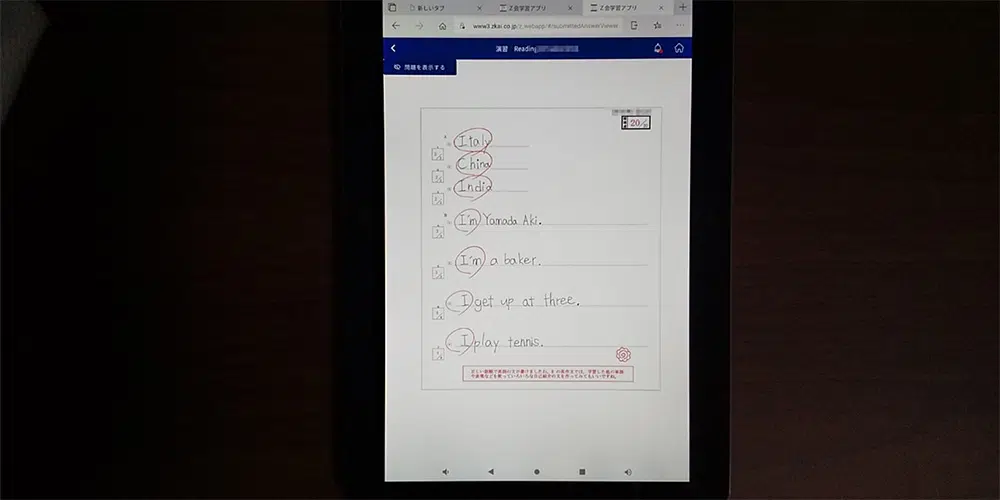 新しいタブ × Z会学習アプリ × Z会学習アプリ × +
www3.zkai.co.jp/z_webapp/#/submittedAnswerViewer
演習 Reading
問題を表示する
20/
Italy
China
India
I'm Yamada Aki.
I'm a baker.
I get up at three.
I play tennis.